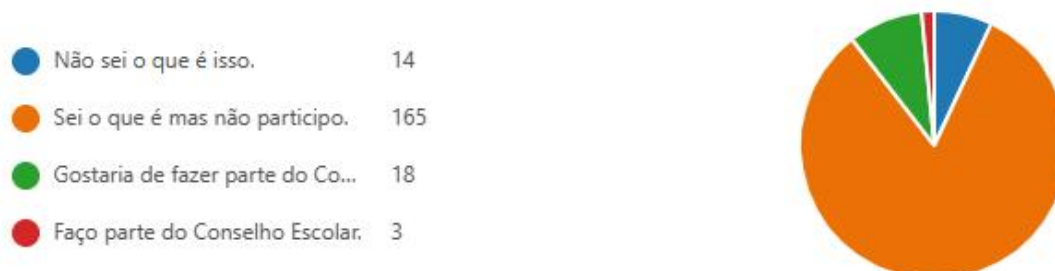 Não sei o que é isso. 14
Sei o que é mas não participo. 165
Gostaria de fazer parte do Co... 18
Faço parte do Conselho Escolar. 3